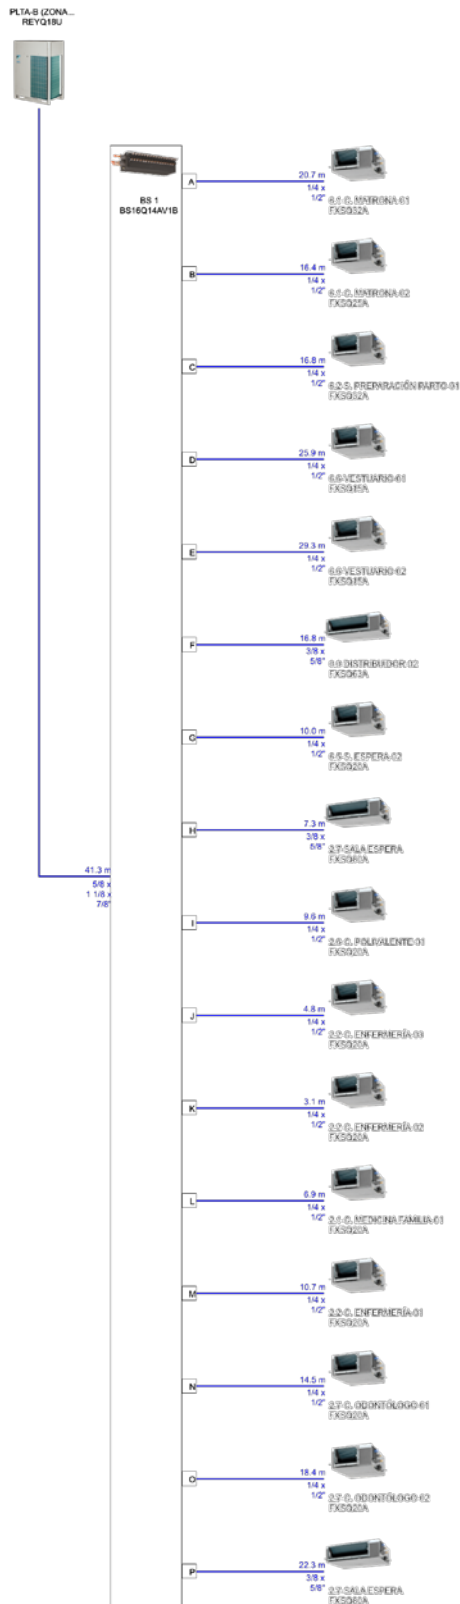 PLTA-B (ZONA...
REYQ18U
BS 1
BS16Q14AV1B
A
20.7 m
1/4 x
1/2"
6.1 C. MATRONA 01
FXSQ32A
B
16.4 m
1/4 x
1/2"
6.1 C. MATRONA 02
FXSQ25A
C
16.8 m
1/4 x
1/2"
6.2 S. PREPARACIÓN PARTO 01
FXSQ32A
D
25.9 m
1/4 x
1/2"
6.6 VESTUARIO 01
FXSQ15A
E
29.3 m
1/4 x
1/2"
6.6 VESTUARIO 02
FXSQ15A
F
16.8 m
3/8 x
5/8"
DISTRIBUIDOR 02
FXSQ63A
G
10.0 m
1/4 x
1/2"
6.5 S. ESPERA 02
FXSQ20A
H
7.3 m
3/8 x
5/8"
2.7 SALA ESPERA
41.3 m
5/8 x
1 1/8 x
7/8"
I
9.6 m
1/4 x
1/2"
C. POLIVALENTE
FXSQ20A
J
4.8 m
1/4 x
1/2"
2.2 C. ENFERMERÍA 03
FXSQ20A
K
3.1 m
1/4 x
1/2"
2.2 C. ENFERMERÍA 02
FXSQ20A
L
6.9 m
1/4 x
1/2"
2.1 C. MEDICINA FAMILIA 01
FXSQ20A
M
10.7 m
1/4 x
1/2"
2.2 C. ENFERMERÍA 01
FXSQ20A
N
14.5 m
1/4 x
1/2"
2.7 C. ODONTÓLOGO 01
FXSQ20A
O
18.4 m
1/4 x
1/2"
2.7 C. ODONTÓLOGO 02
FXSQ20A
P
22.3 m
3/8 x
5/8"
2.7 SALA ESPERA